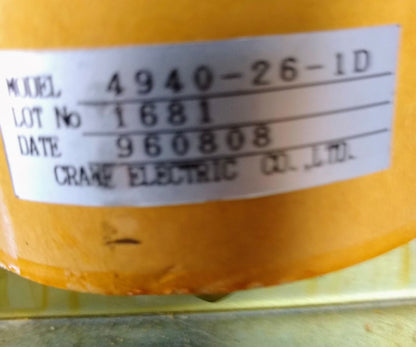 MODEL 4940-26-1D
LOT No 1681
DATE 960808
CRANE ELECTRIC CO.,LTD.